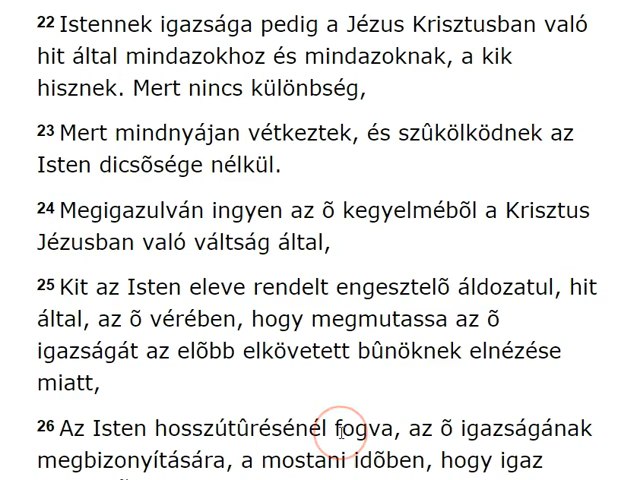 22 Istennek igazsága pedig a Jézus Krisztusban való
hit által mindazokhoz és mindazoknak, a kik
hisznek. Mert nincs különbség,
23 Mert mindnyájan vétkeztek, és szûkölködnek az
Isten dicsõsége nélkül.
24 Megigazulván ingyen az õ kegyelmébõl a Krisztus
Jézusban való váltság által,
25 Kit az Isten eleve rendelt engesztelõ áldozatul, hit
által, az õ vérében, hogy megmutassa az õ
igazságát az elõbb elkövetett bûnöknek elnézése
miatt,
26 Az Isten hosszútûrésénél fogva, az õ igazságának
megbizonyítására, a mostani idõben, hogy igaz